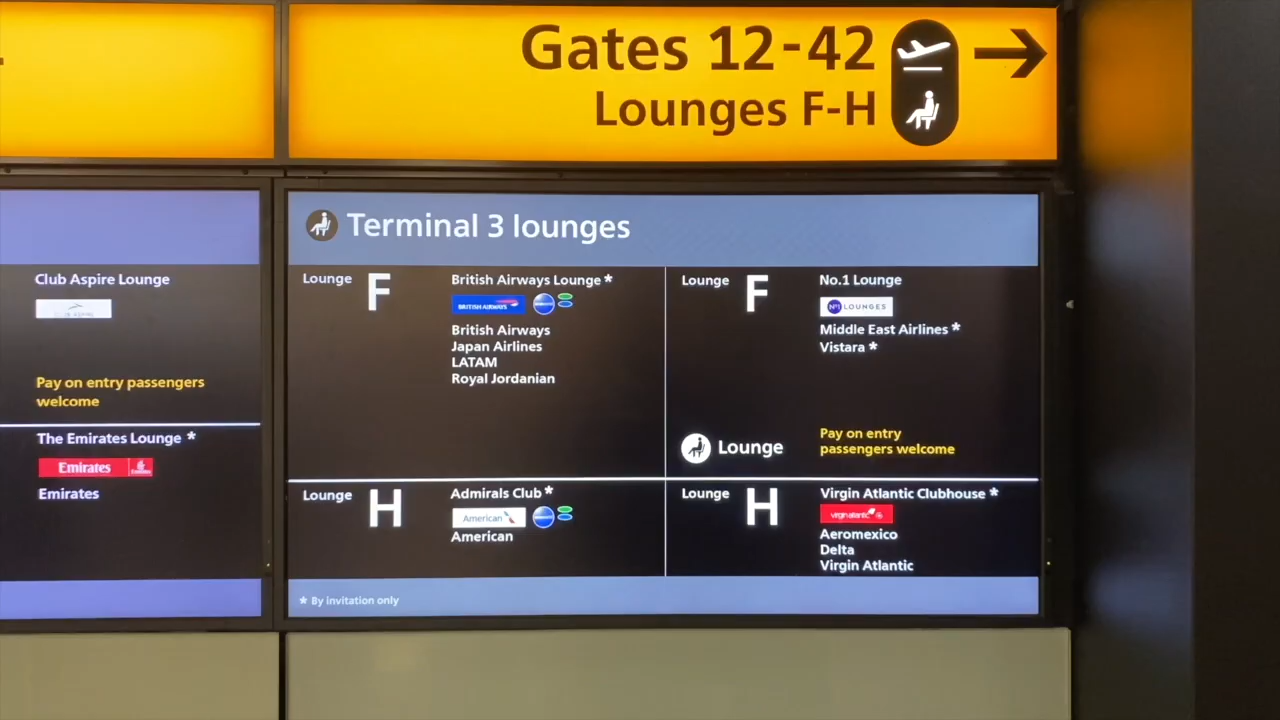 Gates 12-42
Lounges F-H
Club Aspire Lounge
Pay on entry passengers
welcome
The Emirates Lounge *
Emirates
Emirates
Terminal 3 lounges
Lounge F
British Airways Lounge *
BRITISH AIRWAYS
British Airways
Japan Airlines
LATAM
Royal Jordanian
Lounge F
No.1 Lounge
No1 LOUNGES
Middle East Airlines *
Vistara *
Lounge
Pay on entry
passengers welcome
Lounge H
Admirals Club *
American
American
Lounge H
Virgin Atlantic Clubhouse *
virgin atlantic
Aeromexico
Delta
Virgin Atlantic
* By invitation only